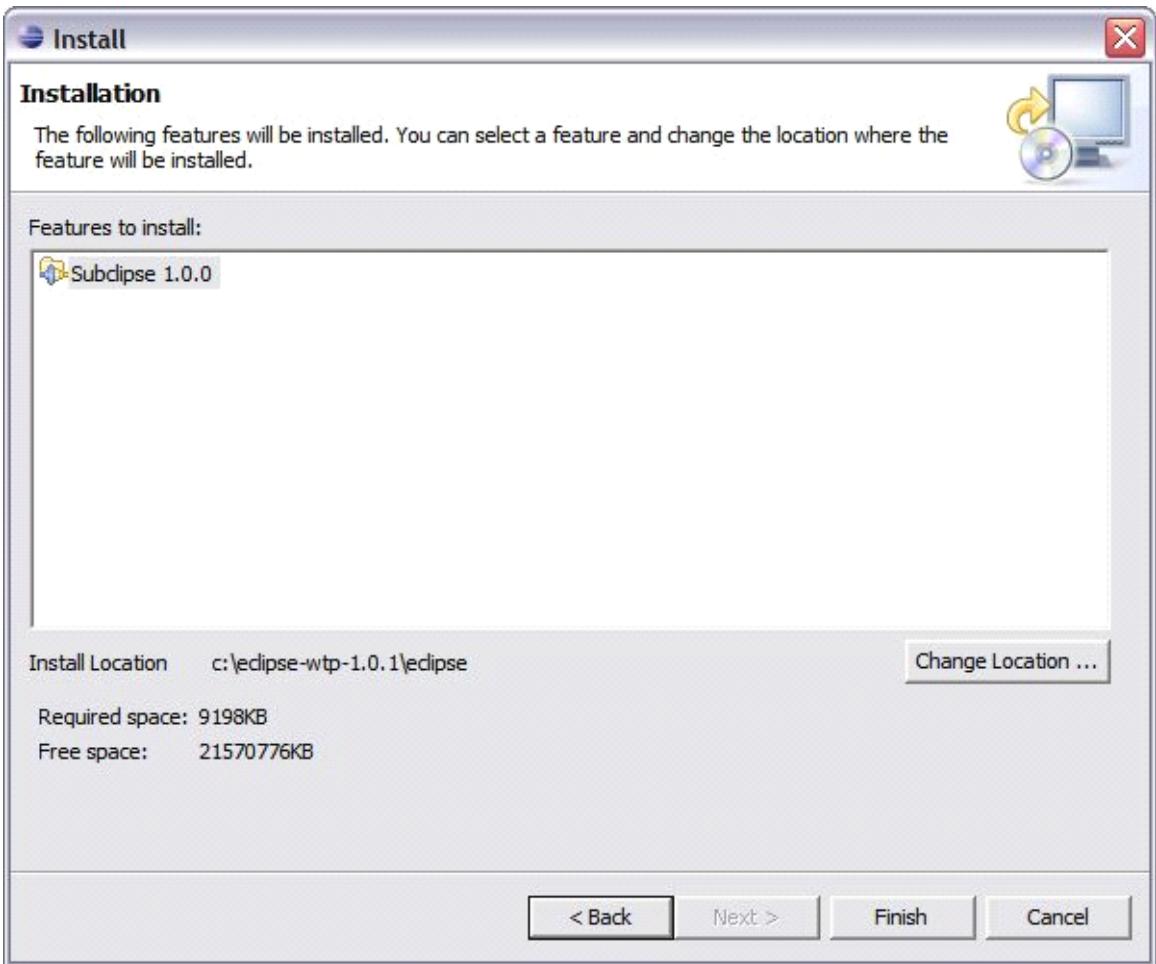 Install
Installation
The following features will be installed. You can select a feature and change the location where the
feature will be installed.
Features to install:
Subclipse 1.0.0
Install Location c:\eclipse-wtp-1.0.1\eclipse
Change Location ...
Required space: 9198KB
Free space: 21570776KB
< Back Next > Finish Cancel